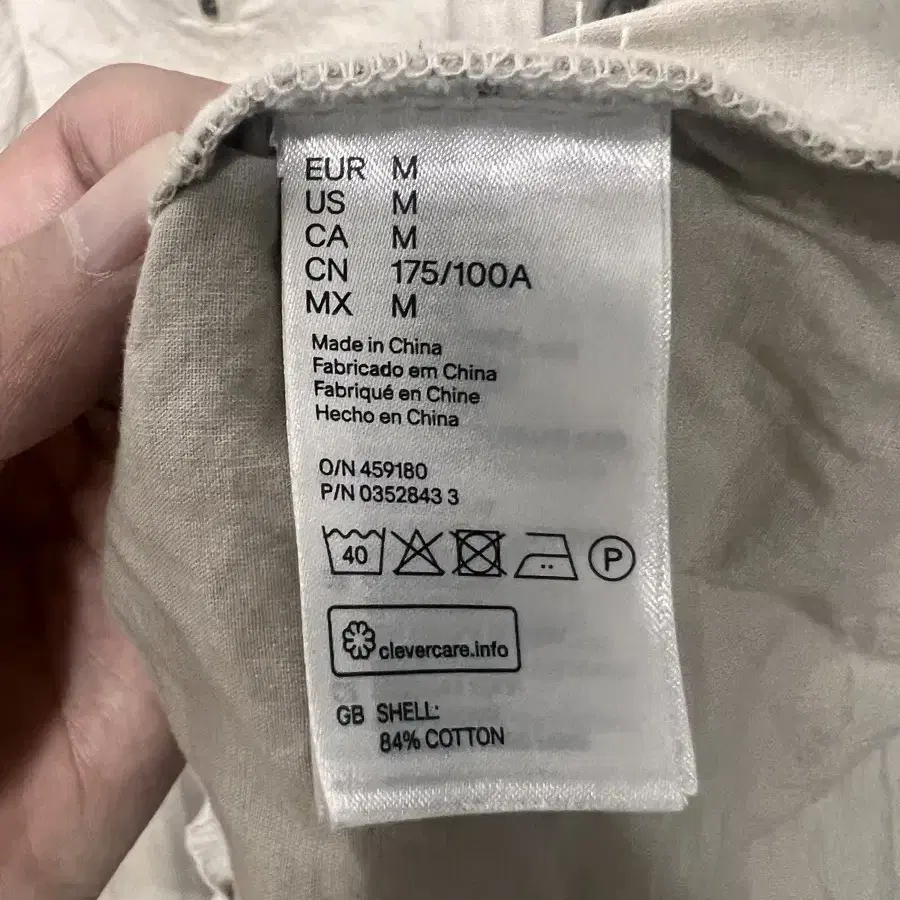 EUR M
US M
CA M
CN 175/100A
MX M
Made in China
Fabricado em China
Fabriqué en Chine
Hecho en China
O/N 459180
P/N 0352843 3
40
P
clevercare.info
GB SHELL:
84% COTTON